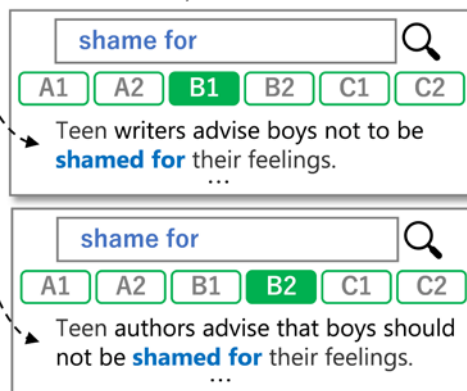 shame for
A1 A2 B1 B2 C1 C2
Teen writers advise boys not to be
shamed for their feelings.
...
shame for
A1 A2 B1 B2 C1 C2
Teen authors advise that boys should
not be shamed for their feelings.
...